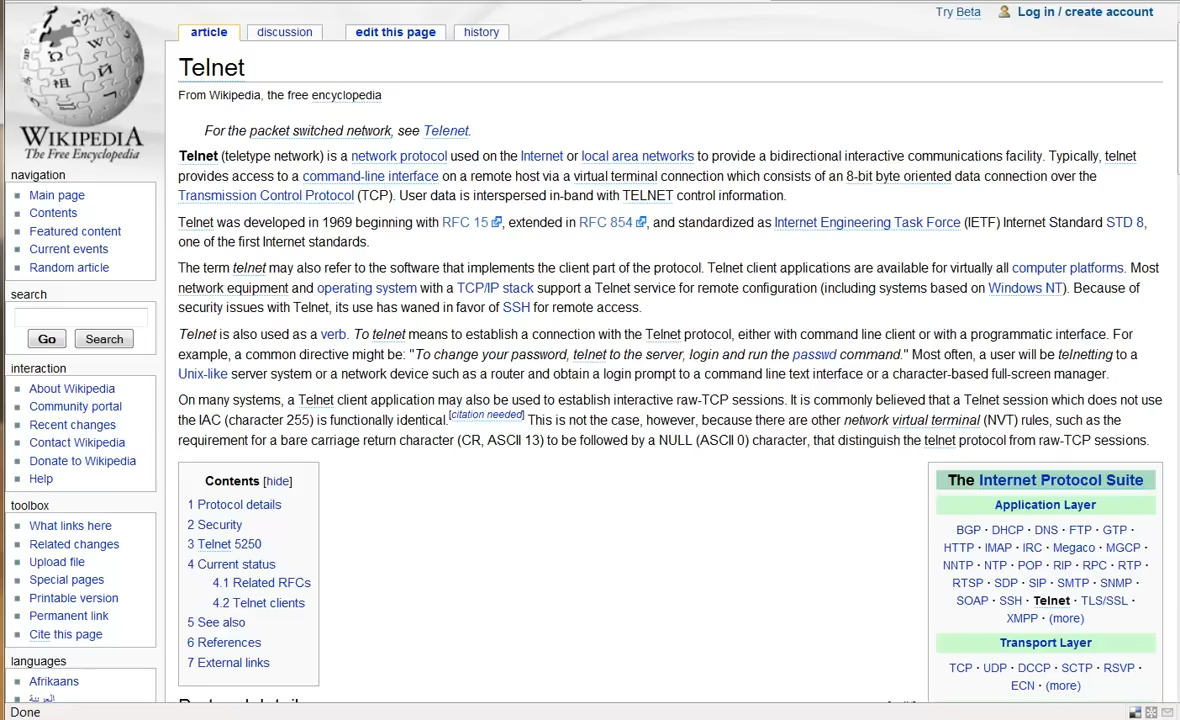 Try Beta Log in / create account
article discussion edit this page history
WIKIPEDIA
The Free Encyclopedia
navigation
Main page
Contents
Featured content
Current events
Random article
search
Go Search
interaction
About Wikipedia
Community portal
Recent changes
Contact Wikipedia
Donate to Wikipedia
Help
toolbox
What links here
Related changes
Upload file
Special pages
Printable version
Permanent link
Cite this page
languages
Afrikaans
العربية
Telnet
From Wikipedia, the free encyclopedia
For the packet switched network, see Telenet.
Telnet (teletype network) is a network protocol used on the Internet or local area networks to provide a bidirectional interactive communications facility. Typically, telnet
provides access to a command-line interface on a remote host via a virtual terminal connection which consists of an 8-bit byte oriented data connection over the
Transmission Control Protocol (TCP). User data is interspersed in-band with TELNET control information.
Telnet was developed in 1969 beginning with RFC 15, extended in RFC 854, and standardized as Internet Engineering Task Force (IETF) Internet Standard STD 8,
one of the first Internet standards.
The term telnet may also refer to the software that implements the client part of the protocol. Telnet client applications are available for virtually all computer platforms. Most
network equipment and operating system with a TCP/IP stack support a Telnet service for remote configuration (including systems based on Windows NT). Because of
security issues with Telnet, its use has waned in favor of SSH for remote access.
Telnet is also used as a verb. To telnet means to establish a connection with the Telnet protocol, either with command line client or with a programmatic interface. For
example, a common directive might be: "To change your password, telnet to the server, login and run the passwd command." Most often, a user will be telnetting to a
Unix-like server system or a network device such as a router and obtain a login prompt to a command line text interface or a character-based full-screen manager.
On many systems, a Telnet client application may also be used to establish interactive raw-TCP sessions. It is commonly believed that a Telnet session which does not use
the IAC (character 255) is functionally identical.[citation needed] This is not the case, however, because there are other network virtual terminal (NVT) rules, such as the
requirement for a bare carriage return character (CR, ASCII 13) to be followed by a NULL (ASCII 0) character, that distinguish the telnet protocol from raw-TCP sessions.
Contents [hide]
1 Protocol details
2 Security
3 Telnet 5250
4 Current status
4.1 Related RFCs
4.2 Telnet clients
5 See also
6 References
7 External links
The Internet Protocol Suite
Application Layer
BGP · DHCP · DNS · FTP · GTP ·
HTTP · IMAP · IRC · Megaco · MGCP ·
NNTP · NTP · POP · RIP · RPC · RTP ·
RTSP · SDP · SIP · SMTP · SNMP ·
SOAP · SSH · Telnet · TLS/SSL ·
XMPP · (more)
Transport Layer
TCP · UDP · DCCP · SCTP · RSVP ·
ECN · (more)
Done